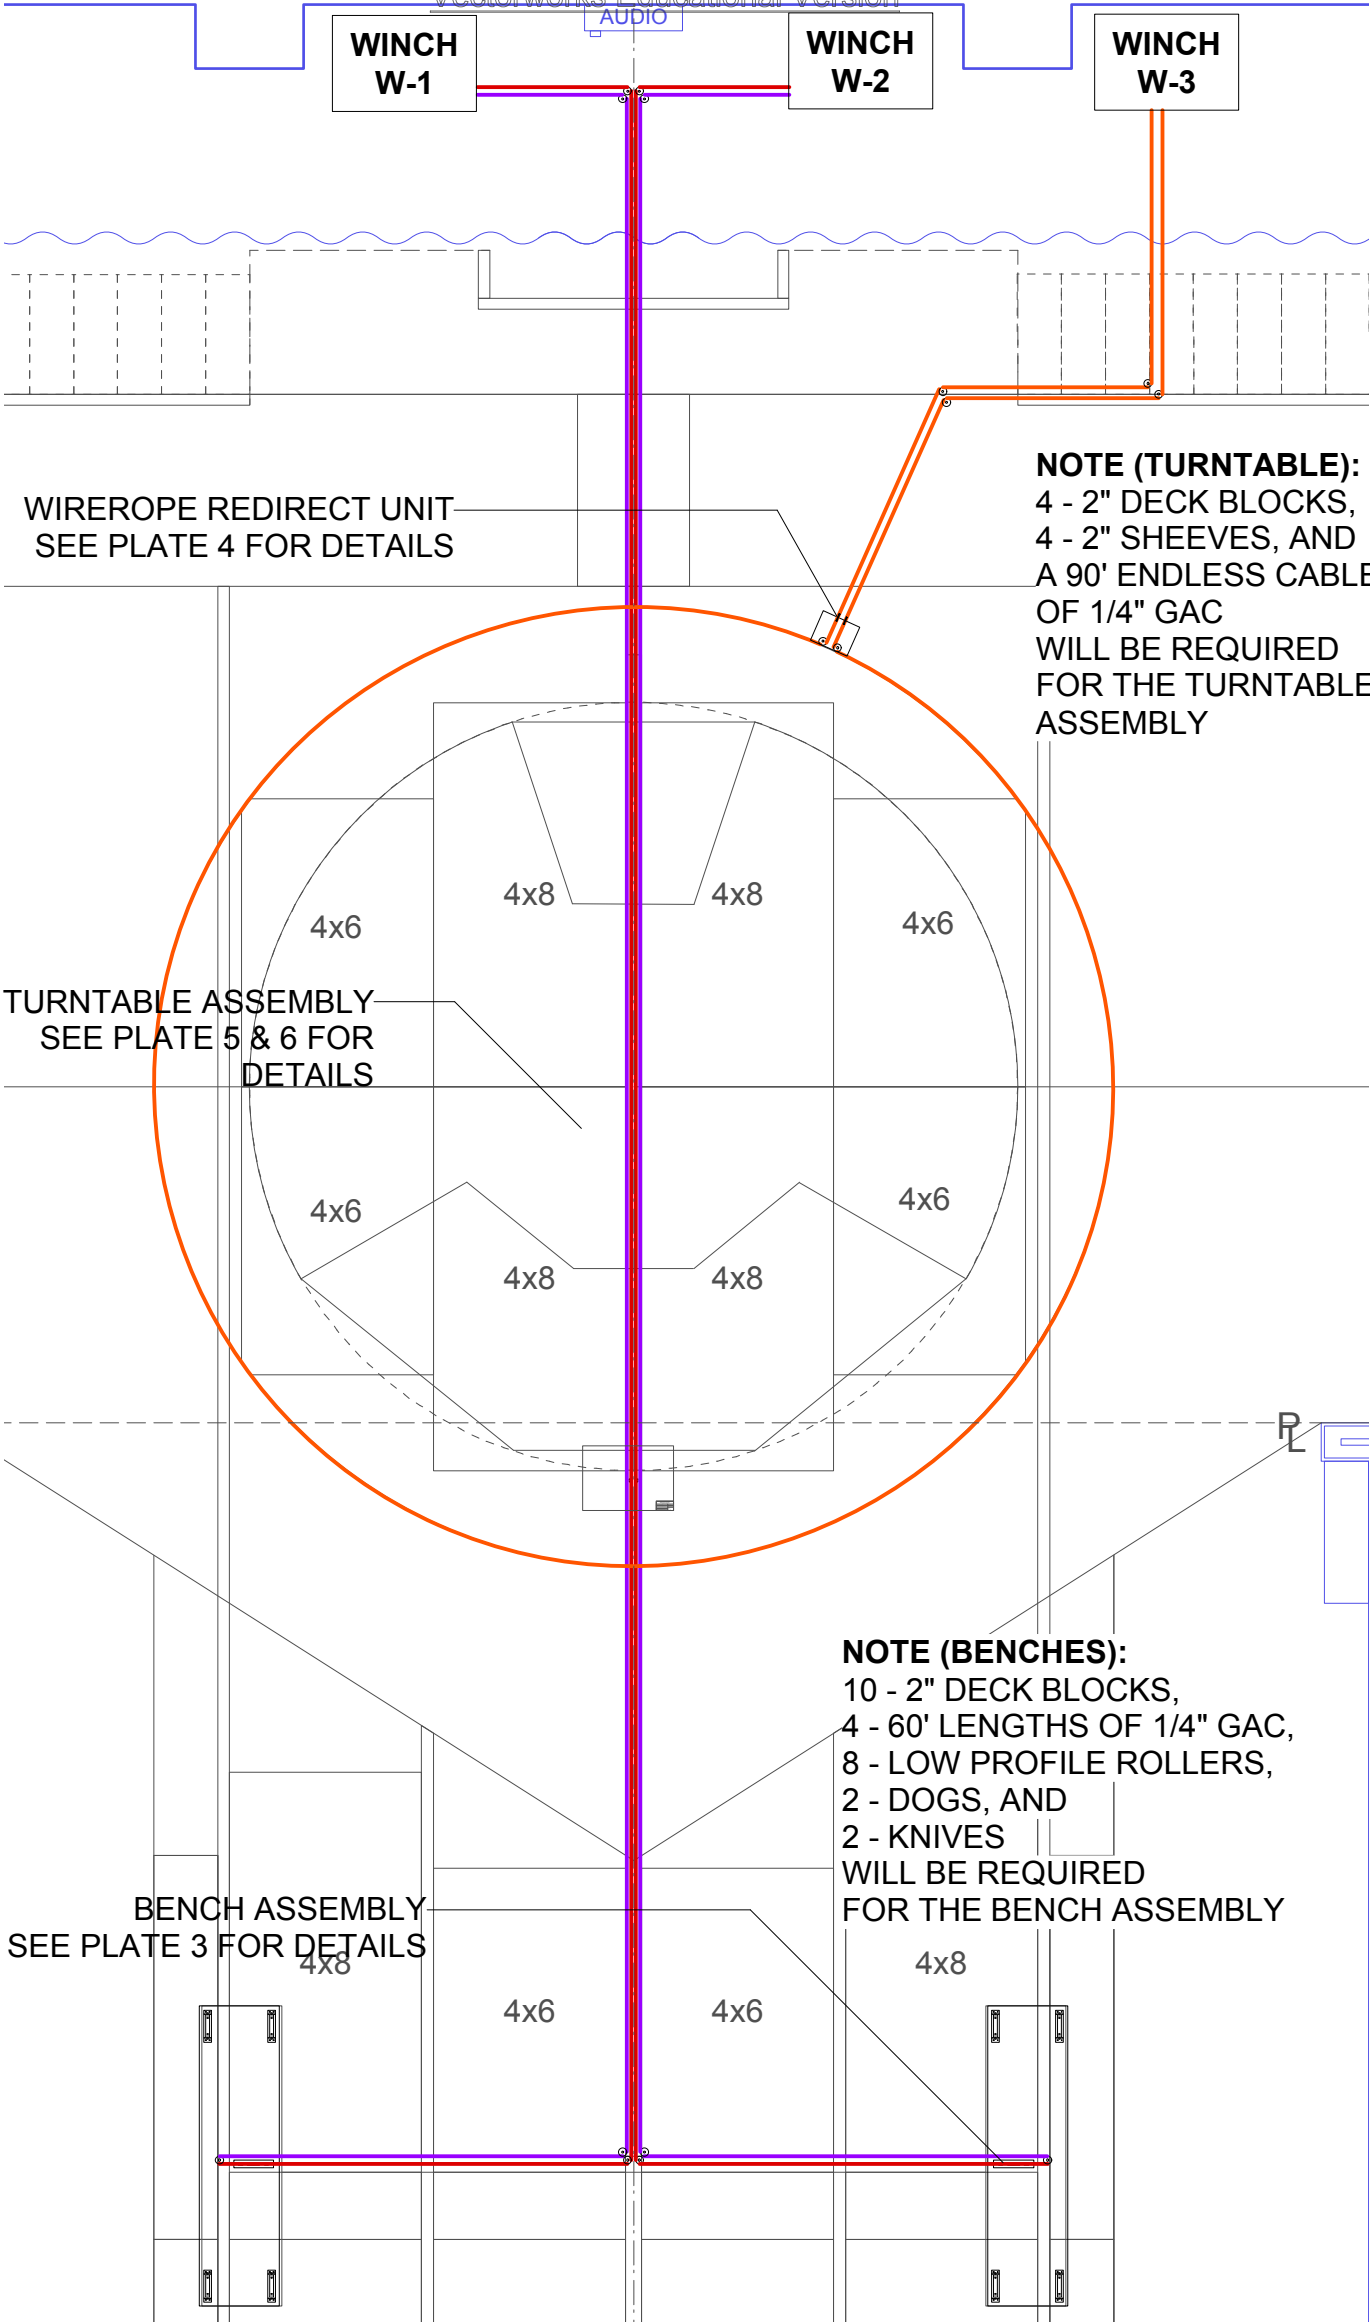 Vectorworks Educational Version
AUDIO
WINCH
W-1
WINCH
W-2
WINCH
W-3
WIREROPE REDIRECT UNIT
SEE PLATE 4 FOR DETAILS
NOTE (TURNTABLE):
4 - 2" DECK BLOCKS,
4 - 2" SHEEVES, AND
A 90' ENDLESS CABLE
OF 1/4" GAC
WILL BE REQUIRED
FOR THE TURNTABLE
ASSEMBLY
4x8
4x8
4x6
4x6
TURNTABLE ASSEMBLY
SEE PLATE 5 & 6 FOR
DETAILS
4x6
4x6
4x8
4x8
PL
NOTE (BENCHES):
10 - 2" DECK BLOCKS,
4 - 60' LENGTHS OF 1/4" GAC,
8 - LOW PROFILE ROLLERS,
2 - DOGS, AND
2 - KNIVES
WILL BE REQUIRED
FOR THE BENCH ASSEMBLY
BENCH ASSEMBLY
SEE PLATE 3 FOR DETAILS
4x8
4x8
4x6
4x6